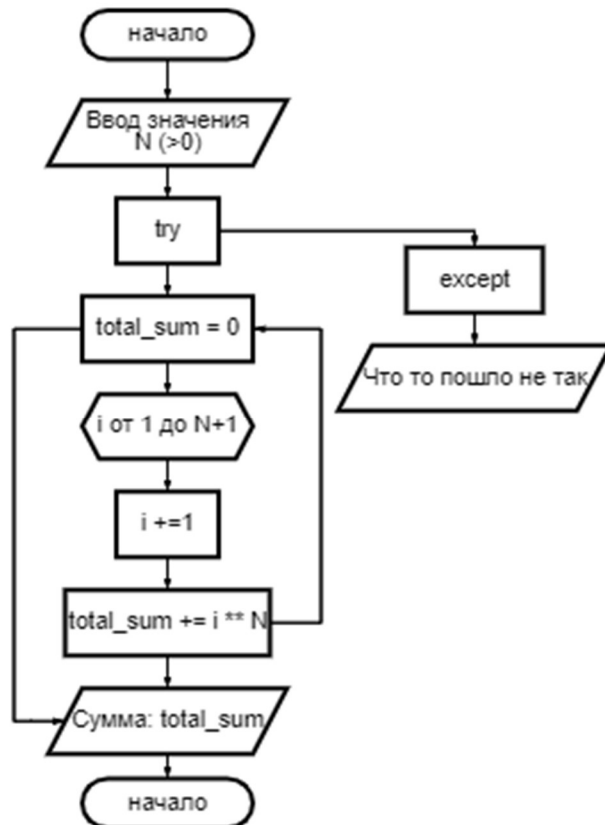 начало
Ввод значения
N (>0)
try
except
total_sum = 0
Что то пошло не так
i от 1 до N+1
i +=1
total_sum += i ** N
Сумма: total_sum
начало